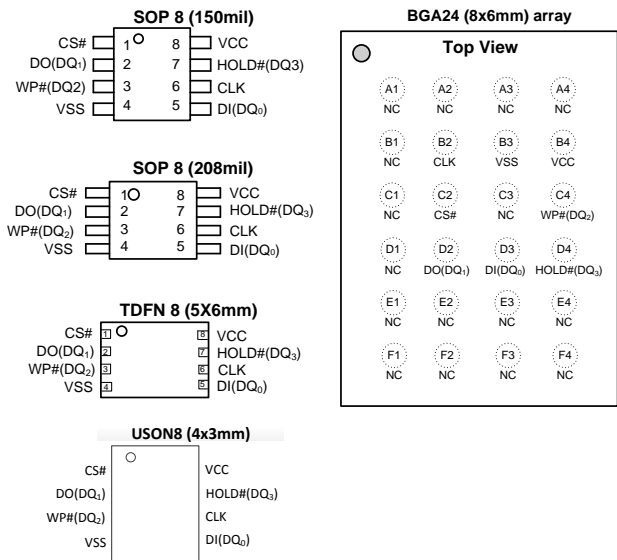 SOP 8 (150mil)
CS# 1 8 VCC
DO(DQ₁) 2 7 HOLD#(DQ3)
WP#(DQ2) 3 6 CLK
VSS 4 5 DI(DQ₀)
SOP 8 (208mil)
CS# 1 8 VCC
DO(DQ₁) 2 7 HOLD#(DQ₃)
WP#(DQ₂) 3 6 CLK
VSS 4 5 DI(DQ₀)
TDFN 8 (5X6mm)
CS# 1 8 VCC
DO(DQ₁) 2 7 HOLD#(DQ₃)
WP#(DQ₂) 3 6 CLK
VSS 4 5 DI(DQ₀)
USON8 (4x3mm)
CS# VCC
DO(DQ₁) HOLD#(DQ₃)
WP#(DQ₂) CLK
VSS DI(DQ₀)
BGA24 (8x6mm) array
Top View
A1 A2 A3 A4
NC NC NC NC
B1 B2 B3 B4
NC CLK VSS VCC
C1 C2 C3 C4
NC CS# NC WP#(DQ₂)
D1 D2 D3 D4
NC DO(DQ₁) DI(DQ₀) HOLD#(DQ₃)
E1 E2 E3 E4
NC NC NC NC
F1 F2 F3 F4
NC NC NC NC